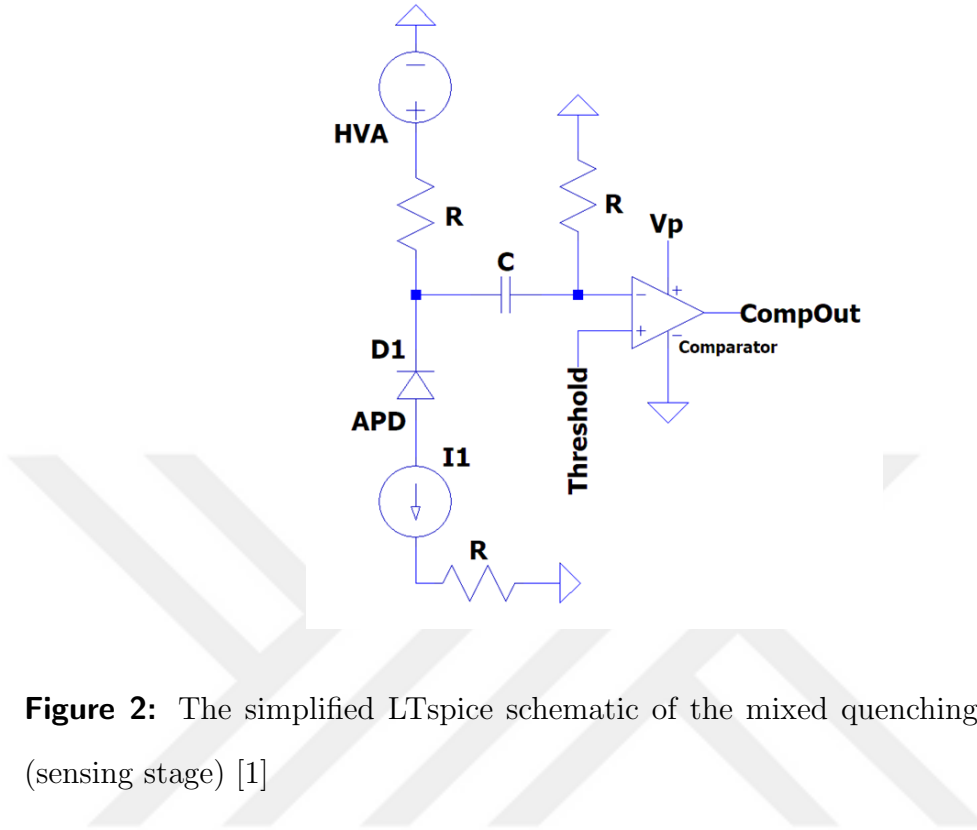 HVA
R
R
Vp
C
CompOut
Comparator
D1
APD
Threshold
I1
R
Figure 2: The simplified LTspice schematic of the mixed quenching
(sensing stage) [1]